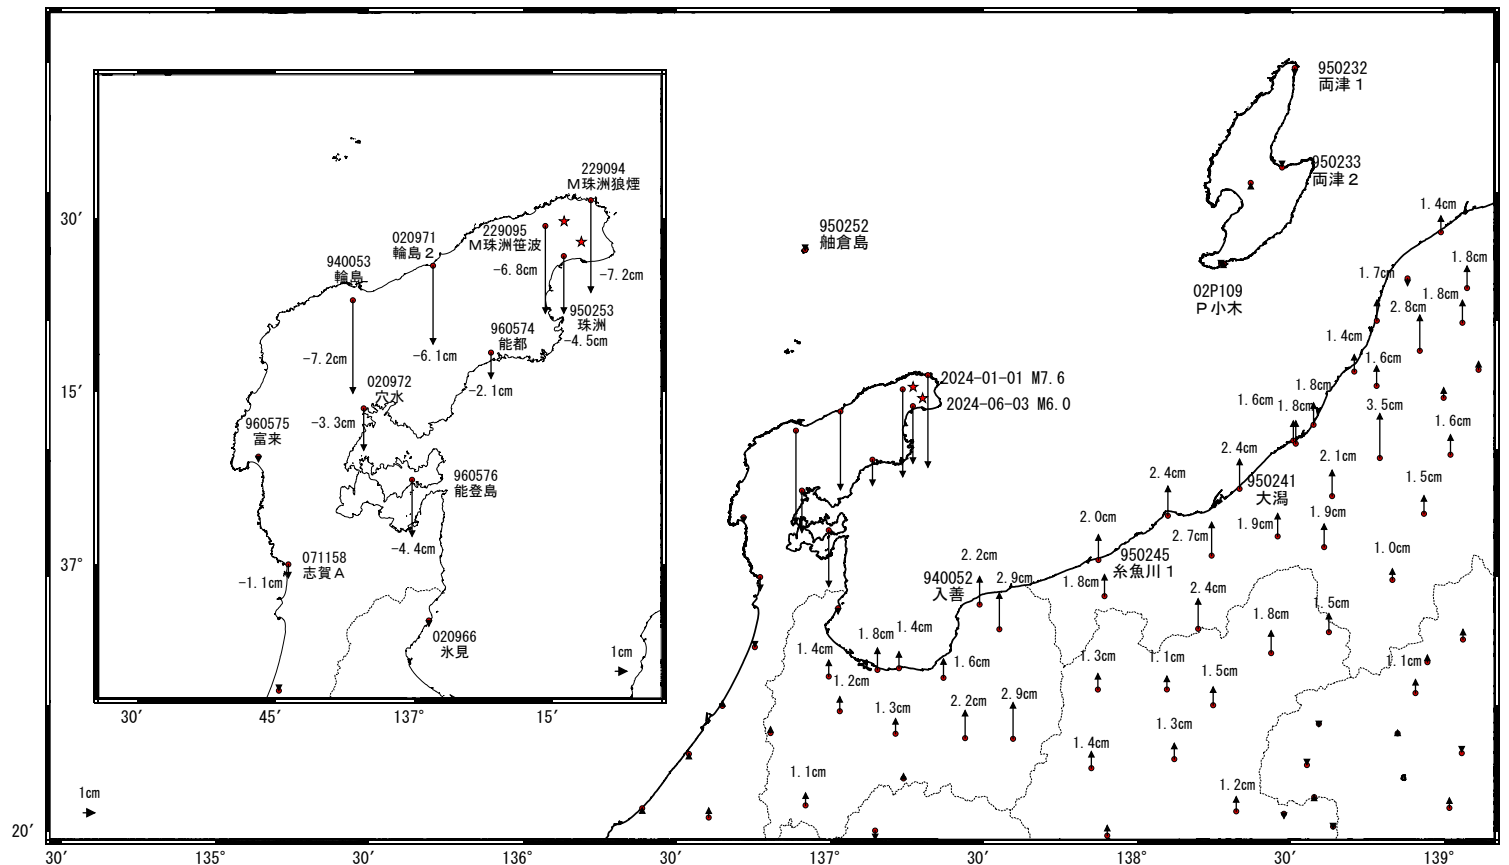 950232
両津１
950233
両津２
229094
Ｍ珠洲狼煙
1.4cm
30′
950252
舳倉島
020971
輪島２
229095
Ｍ珠洲笹波
940053
輪島
-6.8cm
-7.2cm
1.8cm
1.7cm
02P109
Ｐ小木
1.8cm
2.8cm
950253
珠洲
960574
能都
-4.5cm
1.4cm
-7.2cm
-6.1cm
1.6cm
2024-01-01 M7.6
2024-06-03 M6.0
15′
020972
穴水
-2.1cm
1.8cm
1.6cm
1.8cm
3.5cm
-3.3cm
960575
富来
1.6cm
2.4cm
2.1cm
960576
能登島
2.4cm
950241
大潟
1.5cm
2.0cm
1.9cm
1.9cm
2.7cm
-4.4cm
2.2cm
950245
糸魚川１
1.0cm
37°
071158
志賀Ａ
-1.1cm
940052
入善
2.9cm
1.8cm
2.4cm
1.5cm
1.8cm
1.4cm
1.8cm
020966
氷見
1cm
1.4cm
1.6cm
1.3cm
1.1cm
1.5cm
1.1cm
1.2cm
1.3cm
2.2cm
2.9cm
30′
45′
137°
15′
1.3cm
1.4cm
1.1cm
1.2cm
1cm
20′
30′
135°
30′
136°
30′
137°
30′
138°
30′
139°